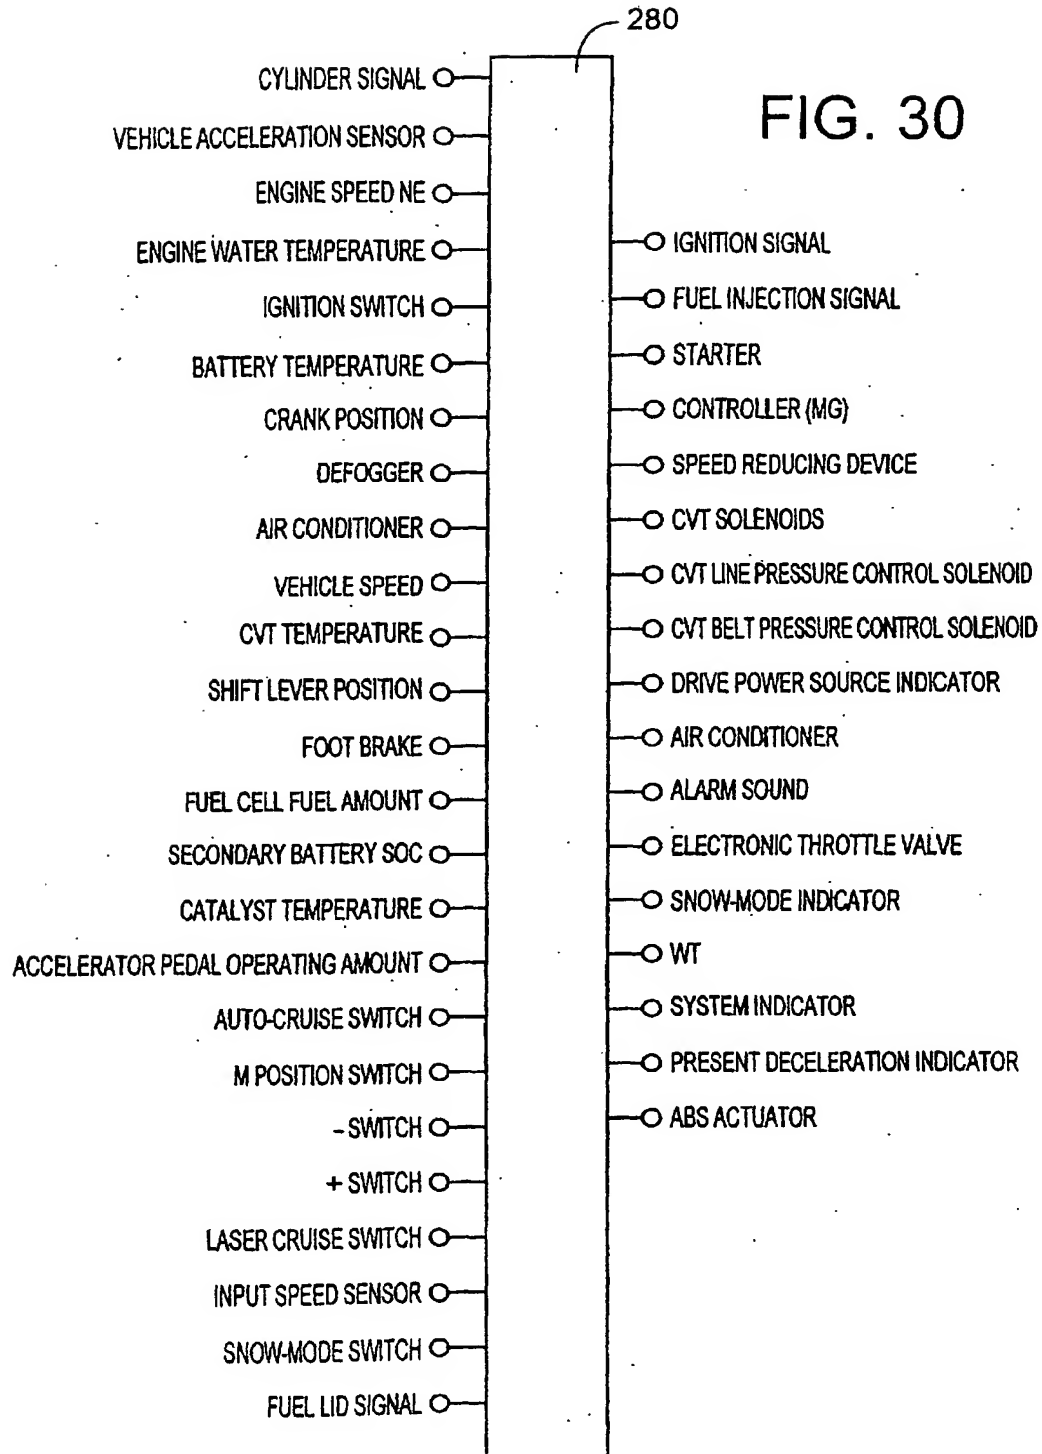 280
FIG. 30
CYLINDER SIGNAL
VEHICLE ACCELERATION SENSOR
ENGINE SPEED NE
ENGINE WATER TEMPERATURE
IGNITION SWITCH
BATTERY TEMPERATURE
CRANK POSITION
DEFOGGER
AIR CONDITIONER
VEHICLE SPEED
CVT TEMPERATURE
SHIFT LEVER POSITION
FOOT BRAKE
FUEL CELL FUEL AMOUNT
SECONDARY BATTERY SOC
CATALYST TEMPERATURE
ACCELERATOR PEDAL OPERATING AMOUNT
AUTO-CRUISE SWITCH
M POSITION SWITCH
- SWITCH
+ SWITCH
LASER CRUISE SWITCH
INPUT SPEED SENSOR
SNOW-MODE SWITCH
FUEL LID SIGNAL
IGNITION SIGNAL
FUEL INJECTION SIGNAL
STARTER
CONTROLLER (MG)
SPEED REDUCING DEVICE
CVT SOLENOIDS
CVT LINE PRESSURE CONTROL SOLENOID
CVT BELT PRESSURE CONTROL SOLENOID
DRIVE POWER SOURCE INDICATOR
AIR CONDITIONER
ALARM SOUND
ELECTRONIC THROTTLE VALVE
SNOW-MODE INDICATOR
VVT
SYSTEM INDICATOR
PRESENT DECELERATION INDICATOR
ABS ACTUATOR